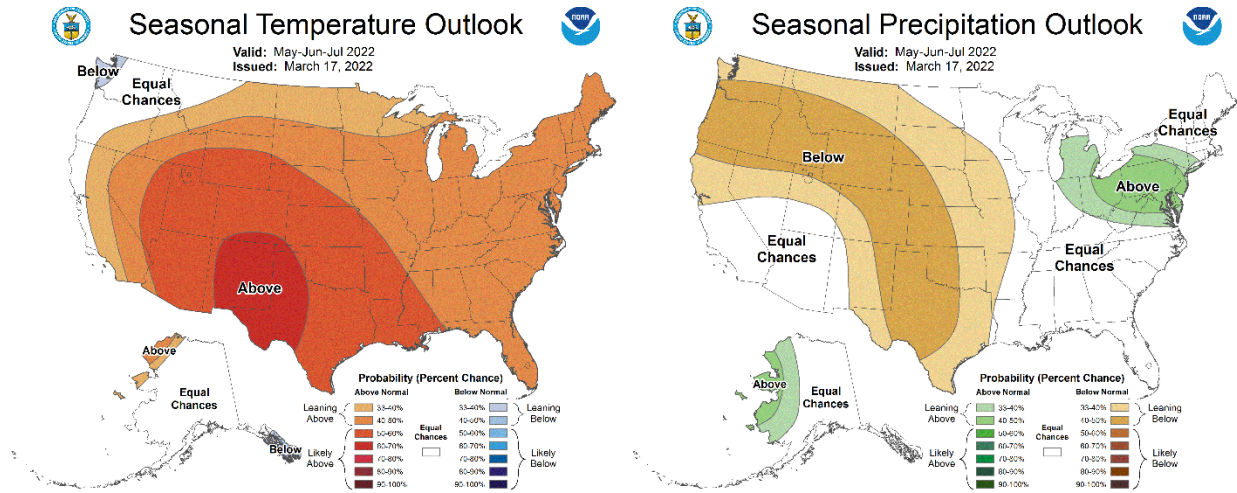 Seasonal Temperature Outlook
NOAA
Valid: May-Jun-Jul 2022
Issued: March 17, 2022
Below
Equal
Chances
Above
Above
Equal
Chances
Below
Probability (Percent Chance)
Above Normal
Below Normal
Leaning
Above
33-40%
40-50%
Likely
Above
50-60%
60-70%
70-80%
80-90%
90-100%
Equal
Chances
33-40%
40-50%
Leaning
Below
50-60%
60-70%
70-80%
80-90%
90-100%
Likely
Below
Seasonal Precipitation Outlook
NOAA
Valid: May-Jun-Jul 2022
Issued: March 17, 2022
Equal
Chances
Below
Above
Equal
Chances
Equal
Chances
Above
Equal
Chances
Probability (Percent Chance)
Above Normal
Below Normal
Leaning
Above
33-40%
40-50%
Likely
Above
50-60%
60-70%
70-80%
80-90%
90-100%
Equal
Chances
33-40%
40-50%
Leaning
Below
50-60%
60-70%
70-80%
80-90%
90-100%
Likely
Below